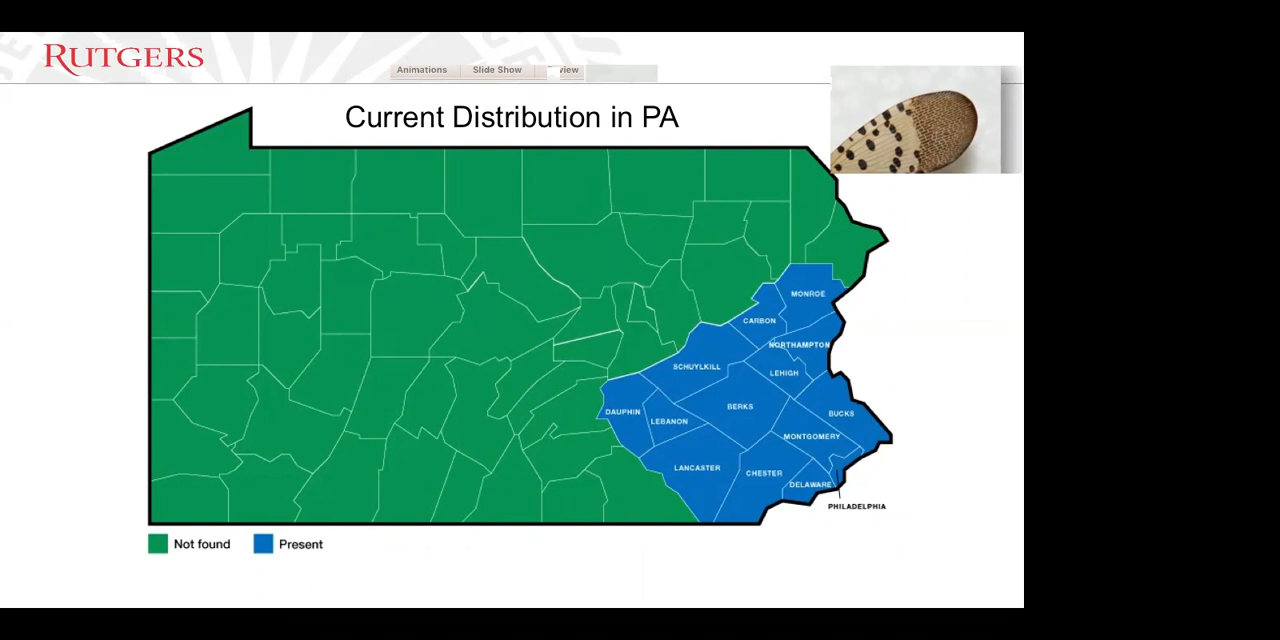 RUTGERS
Animations
Slide Show
view
Current Distribution in PA
MONROE
CARBON
NORTHAMPTON
SCHUYLKILL
LEHIGH
DAUPHIN
BERKS
BUCKS
LEBANON
MONTGOMERY
LANCASTER
CHESTER
DELAWARE
PHILADELPHIA
Not found
Present